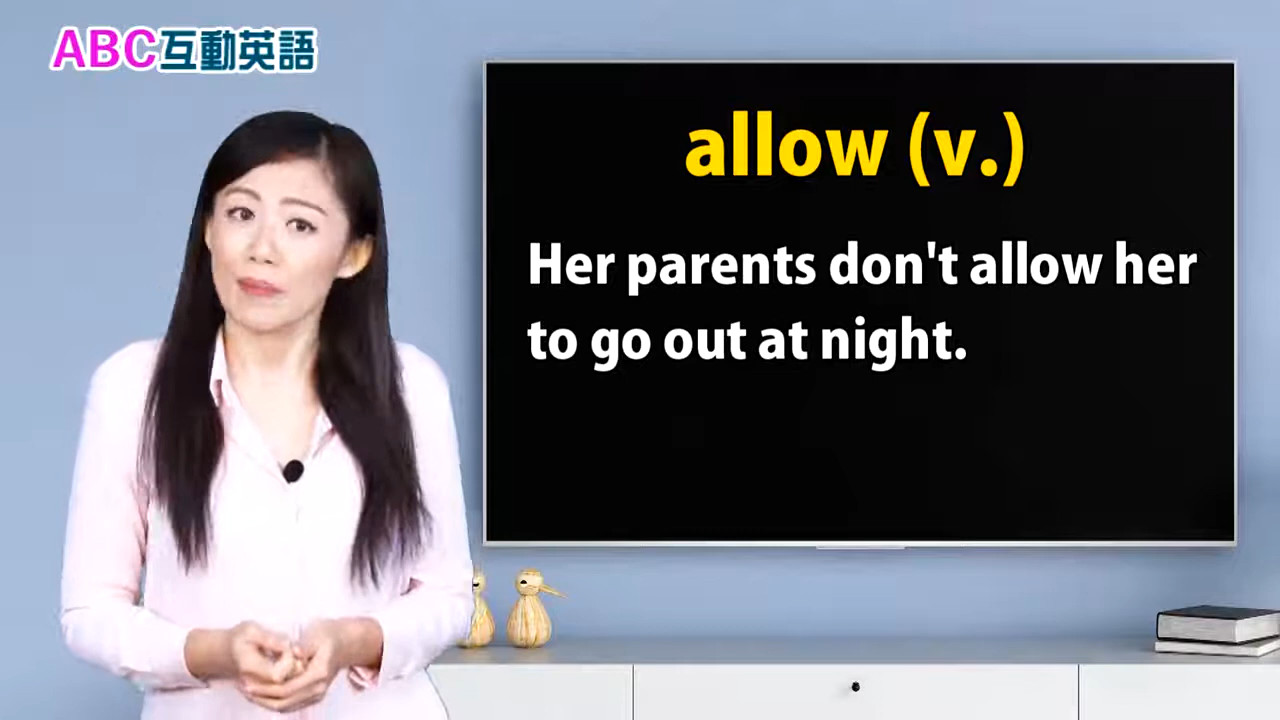 ABC互動英語
allow (v.)
Her parents don't allow her
to go out at night.